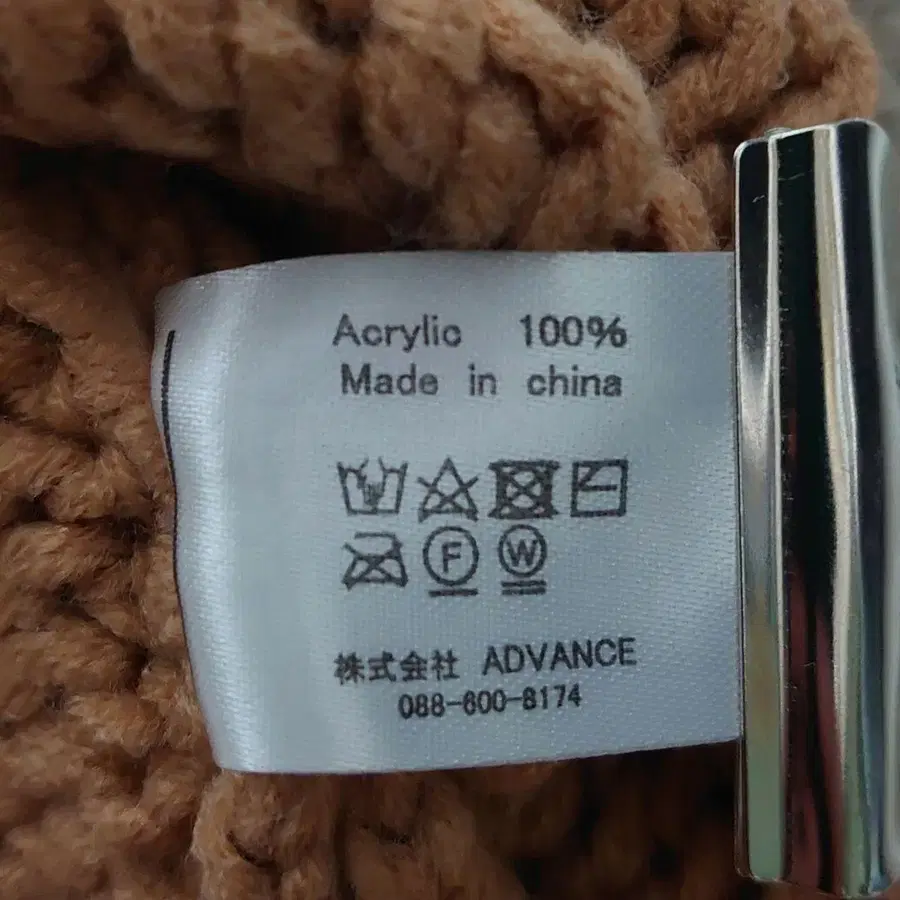 Acrylic 100%
Made in china
F W
株式会社 ADVANCE
088-600-8174